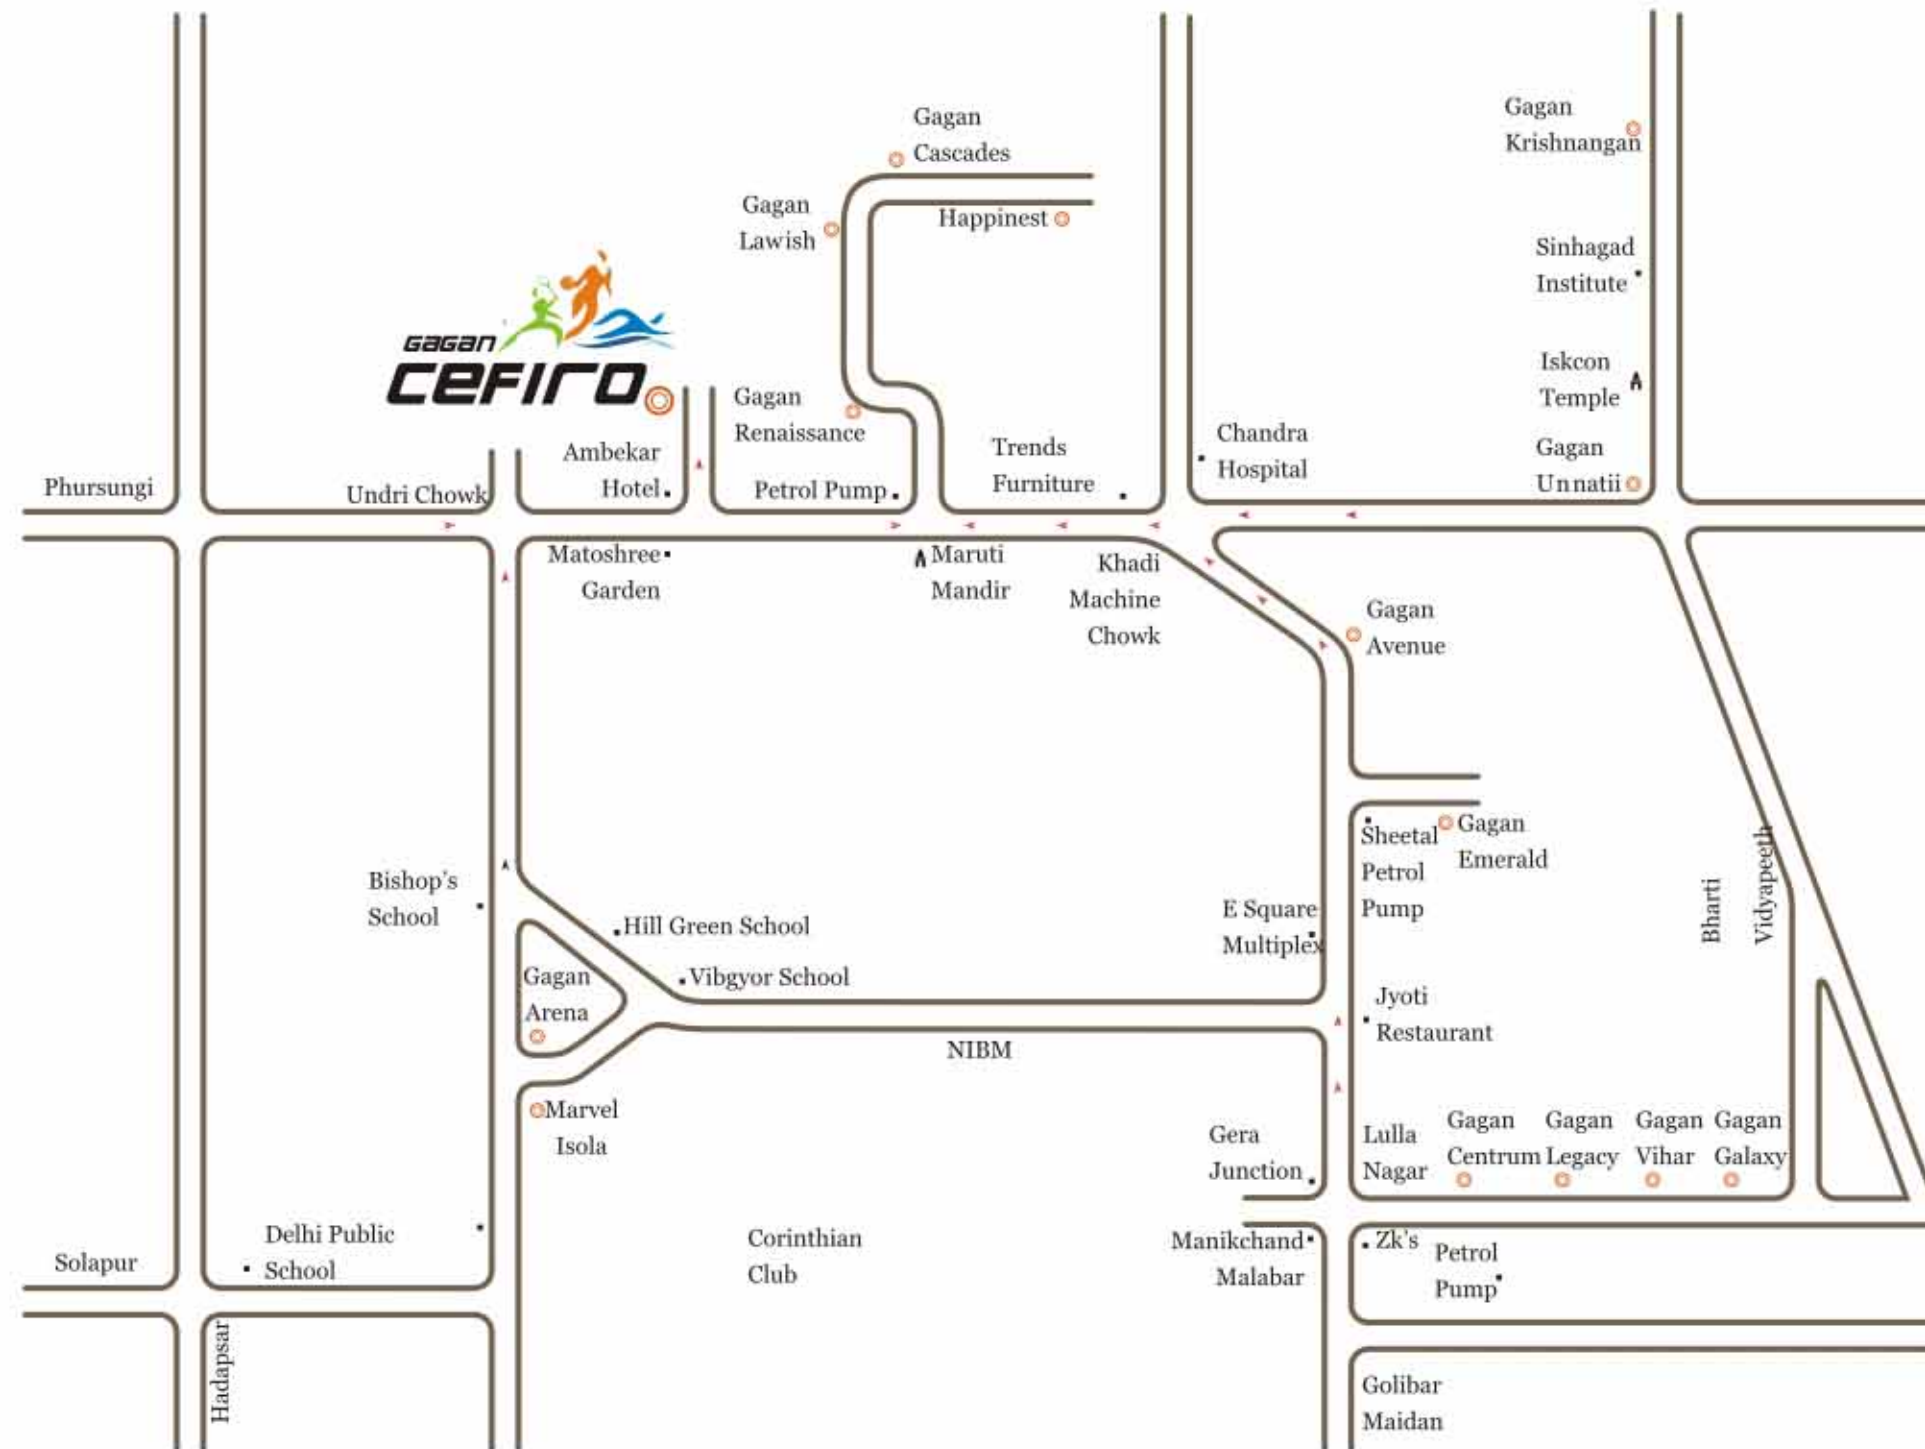 Gagan
Cascades
Gagan
Krishnangan
Gagan
Lawish
Happinest
Sinhagad
Institute
GAGAN
CEFIRO
Iskcon
Temple
Gagan
Renaissance
Ambekar
Hotel
Trends
Furniture
Chandra
Hospital
Gagan
Unnatii
Phursungi
Undri Chowk
Petrol Pump
Matoshree
Garden
Maruti
Mandir
Khadi
Machine
Chowk
Gagan
Avenue
Sheetal
Petrol
Pump
Gagan
Emerald
Bharti
Vidyapeeth
Bishop's
School
Hill Green School
E Square
Multiplex
Gagan
Arena
Vibgyor School
Jyoti
Restaurant
NIBM
Marvel
Isola
Gera
Junction
Lulla
Nagar
Gagan
Centrum
Gagan
Legacy
Gagan
Vihar
Gagan
Galaxy
Solapur
Delhi Public
School
Corinthian
Club
Manikchand
Malabar
Zk's
Petrol
Pump
Hadapsar
Golibar
Maidan